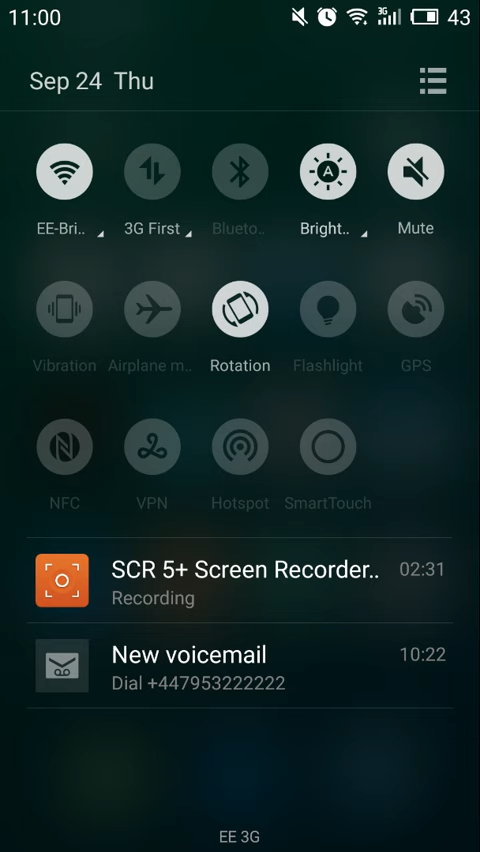 11:00 3G 43
Sep 24 Thu
A
EE-Bri.. 3G First Blueto.. Bright.. Mute
Vibration Airplane m.. Rotation Flashlight GPS
NFC VPN Hotspot SmartTouch
SCR 5+ Screen Recorder.. 02:31
Recording
New voicemail 10:22
Dial +447953222222
EE 3G